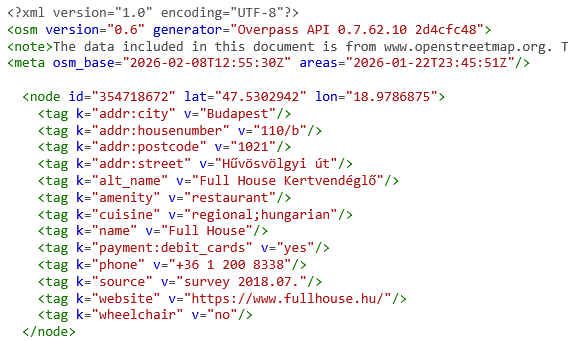 <?xml version="1.0" encoding="UTF-8"?>
<osm version="0.6" generator="Overpass API 0.7.62.10 2d4cfc48">
<note>The data included in this document is from www.openstreetmap.org. T
<meta osm_base="2026-02-08T12:55:30Z" areas="2026-01-22T23:45:51Z"/>
<node id="354718672" lat="47.5302942" lon="18.9786875">
<tag k="addr:city" v="Budapest"/>
<tag k="addr:housenumber" v="110/b"/>
<tag k="addr:postcode" v="1021"/>
<tag k="addr:street" v="Hűvösvölgyi út"/>
<tag k="alt_name" v="Full House Kertvendéglő"/>
<tag k="amenity" v="restaurant"/>
<tag k="cuisine" v="regional;hungarian"/>
<tag k="name" v="Full House"/>
<tag k="payment:debit_cards" v="yes"/>
<tag k="phone" v="+36 1 200 8338"/>
<tag k="source" v="survey 2018.07."/>
<tag k="website" v="https://www.fullhouse.hu/"/>
<tag k="wheelchair" v="no"/>
</node>